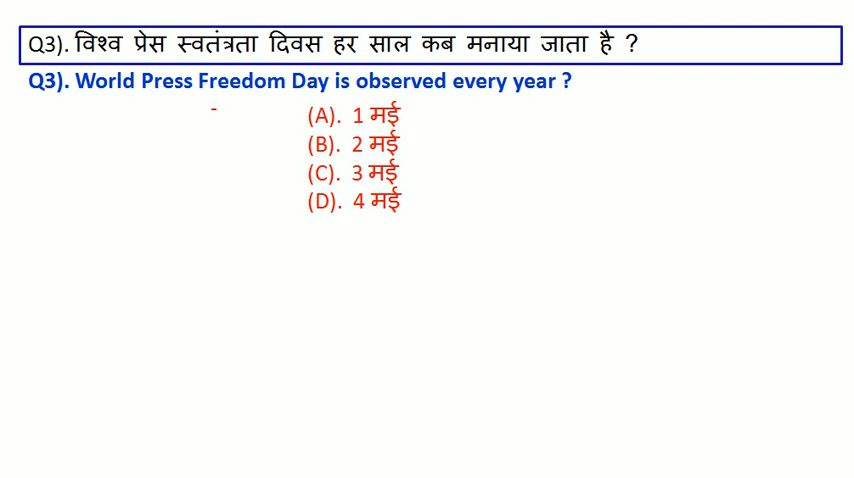 Q3). विश्व प्रेस स्वतंत्रता दिवस हर साल कब मनाया जाता है ?
Q3). World Press Freedom Day is observed every year ?
-
(A). 1 मई
(B). 2 मई
(C). 3 मई
(D). 4 मई